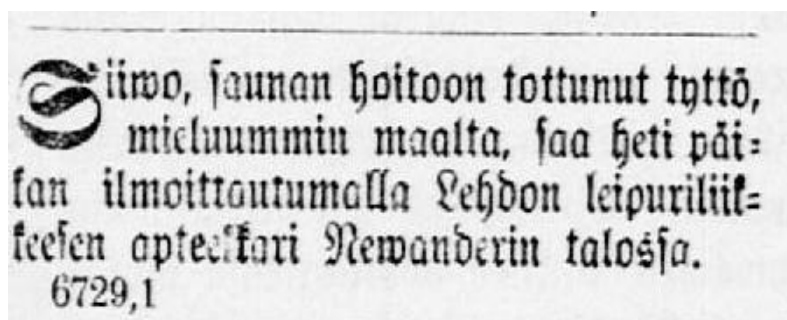 Siiwo, saunan hoitoon tottunut tyttö,
mieluummin maalta, saa heti päi-
kan ilmoittautumalla Lehdon leipuriliik-
keesen apteekkari Newanderin talossa.
6729,1